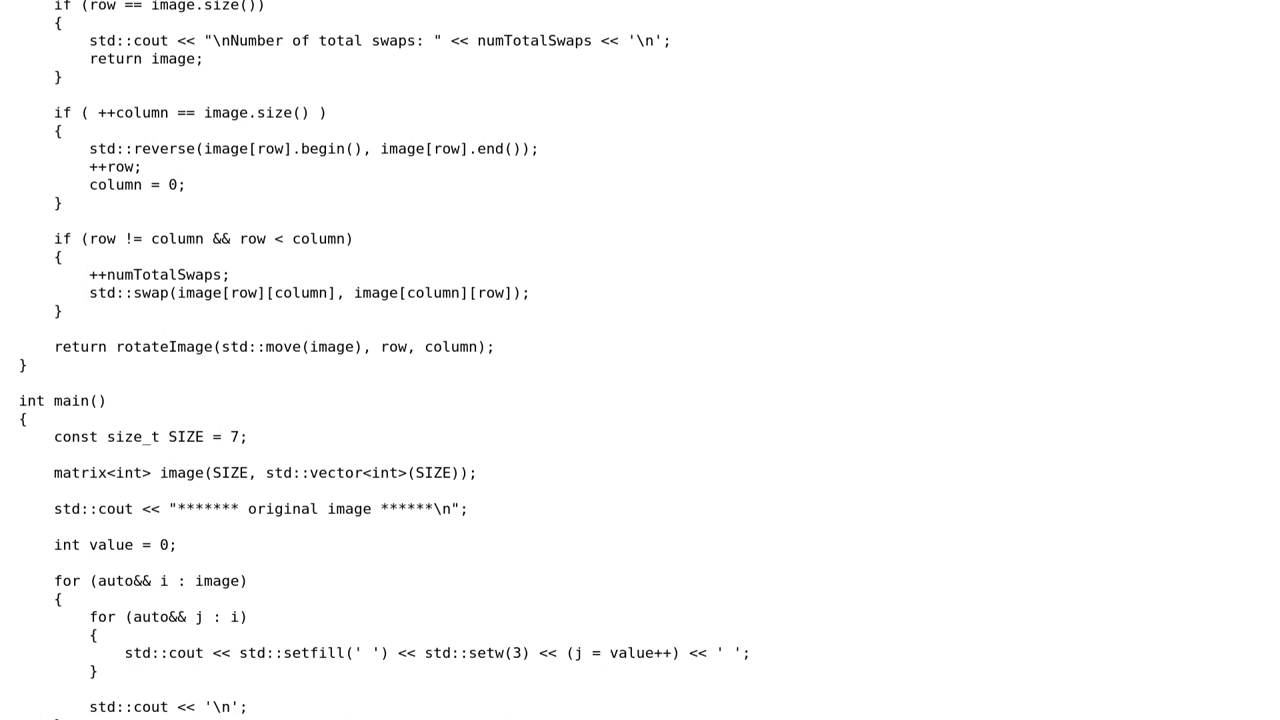 if (row == image.size())
    {
        std::cout << "\nNumber of total swaps: " << numTotalSwaps << '\n';
        return image;
    }

    if ( ++column == image.size() )
    {
        std::reverse(image[row].begin(), image[row].end());
        ++row;
        column = 0;
    }

    if (row != column && row < column)
    {
        ++numTotalSwaps;
        std::swap(image[row][column], image[column][row]);
    }

    return rotateImage(std::move(image), row, column);
}

int main()
{
    const size_t SIZE = 7;

    matrix<int> image(SIZE, std::vector<int>(SIZE));

    std::cout << "******* original image ******\n";

    int value = 0;

    for (auto&& i : image)
    {
        for (auto&& j : i)
        {
            std::cout << std::setfill(' ') << std::setw(3) << (j = value++) << ' ';
        }

        std::cout << '\n';